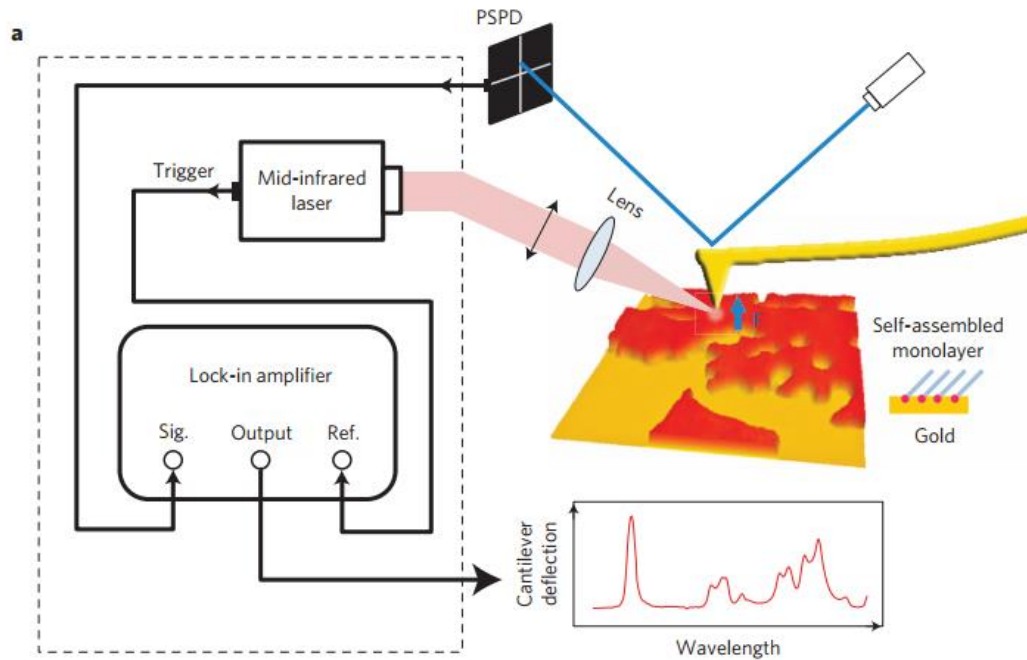 a
PSPD
Trigger
Mid-infrared
laser
Lens
Lock-in amplifier
Sig.
Output
Ref.
Self-assembled
monolayer
Gold
Cantilever
deflection
Wavelength